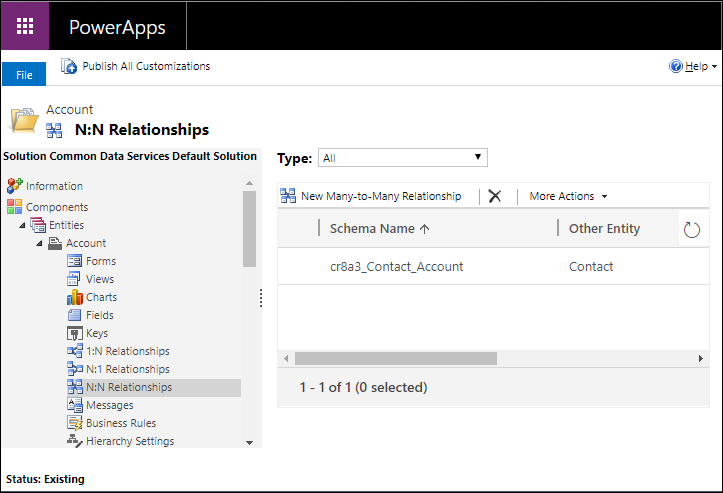 PowerApps
File
Publish All Customizations
Help
Account
N:N Relationships
Solution Common Data Services Default Solution
Information
Components
Entities
Account
Forms
Views
Charts
Fields
Keys
1:N Relationships
N:1 Relationships
N:N Relationships
Messages
Business Rules
Hierarchy Settings
Type: All
New Many-to-Many Relationship More Actions
Schema Name Other Entity
cr8a3_Contact_Account Contact
1 - 1 of 1 (0 selected)
Status: Existing